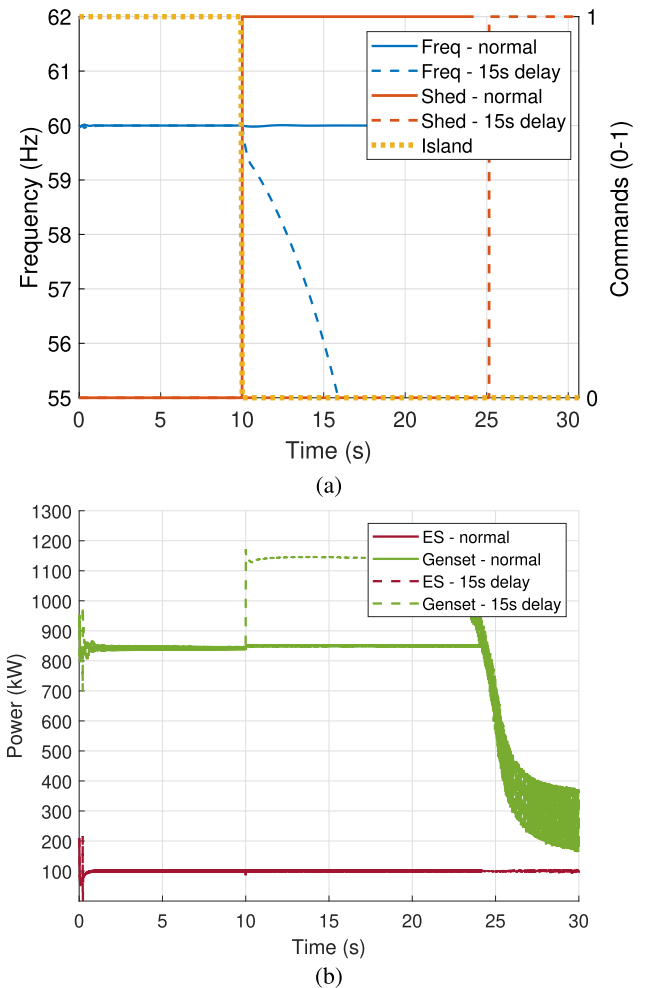 62
61
60
59
58
57
56
55
Frequency (Hz)
1
0
Commands (0-1)
Freq - normal
Freq - 15s delay
Shed - normal
Shed - 15s delay
Island
0 5 10 15 20 25 30
Time (s)
(a)
1300
1200
1100
1000
900
800
700
600
500
400
300
200
100
Power (kW)
ES - normal
Genset - normal
ES - 15s delay
Genset - 15s delay
0 5 10 15 20 25 30
Time (s)
(b)